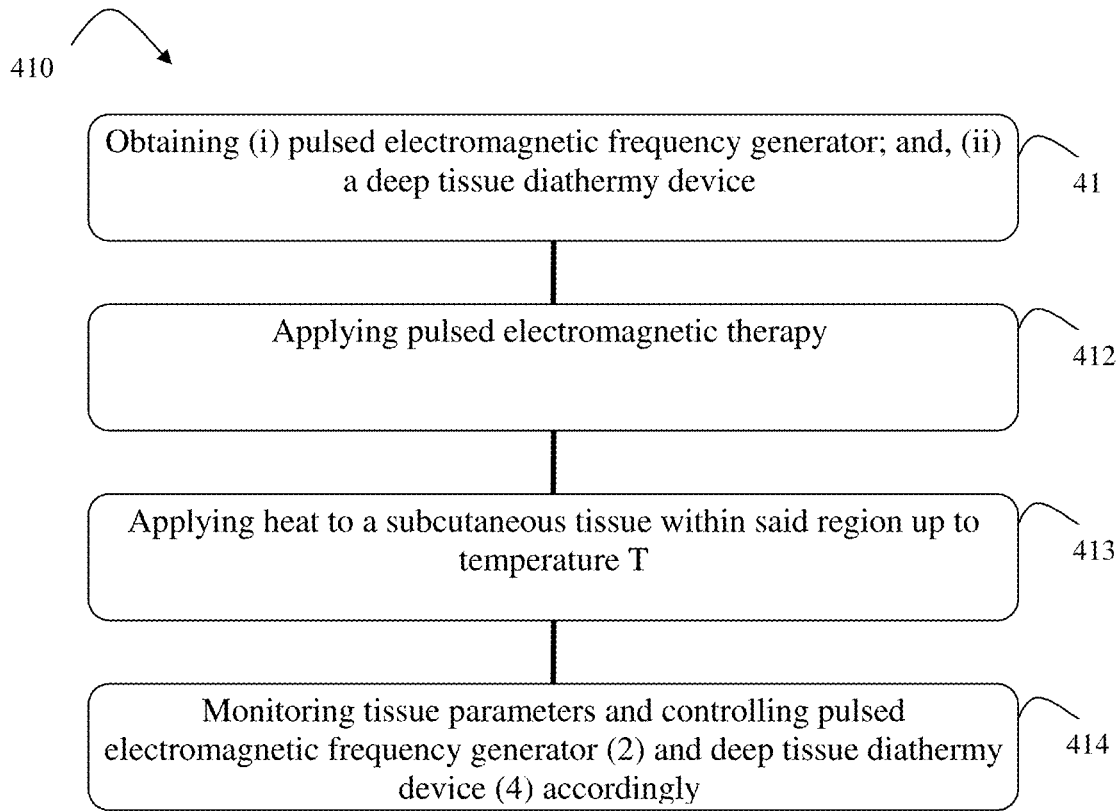 410
Obtaining (i) pulsed electromagnetic frequency generator; and, (ii)
a deep tissue diathermy device
41
Applying pulsed electromagnetic therapy
412
Applying heat to a subcutaneous tissue within said region up to
temperature T
413
Monitoring tissue parameters and controlling pulsed
electromagnetic frequency generator (2) and deep tissue diathermy
device (4) accordingly
414